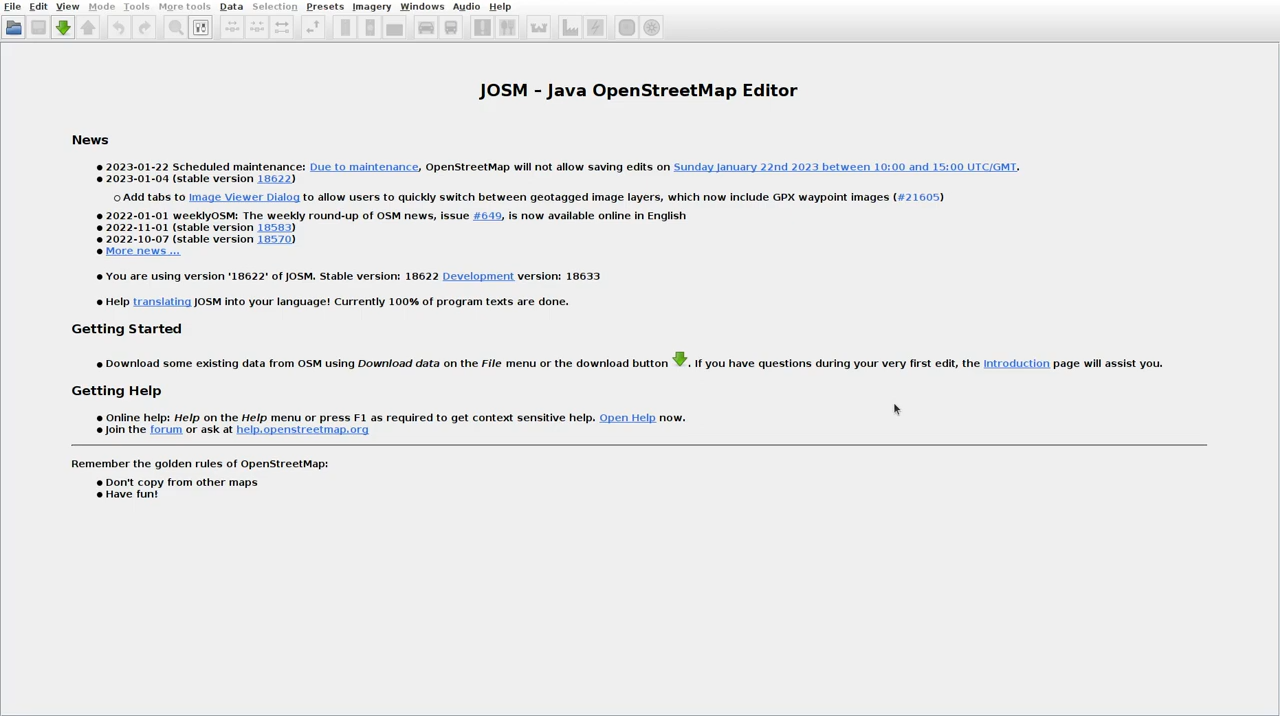 File Edit View Mode Tools More tools Data Selection Presets Imagery Windows Audio Help
JOSM – Java OpenStreetMap Editor
News
2023-01-22 Scheduled maintenance: Due to maintenance, OpenStreetMap will not allow saving edits on Sunday January 22nd 2023 between 10:00 and 15:00 UTC/GMT.
2023-01-04 (stable version 18622)
Add tabs to Image Viewer Dialog to allow users to quickly switch between geotagged image layers, which now include GPX waypoint images (#21605)
2022-01-01 weeklyOSM: The weekly round-up of OSM news, issue #649, is now available online in English
2022-11-01 (stable version 18583)
2022-10-07 (stable version 18570)
More news ...
You are using version '18622' of JOSM. Stable version: 18622 Development version: 18633
Help translating JOSM into your language! Currently 100% of program texts are done.
Getting Started
Download some existing data from OSM using Download data on the File menu or the download button . If you have questions during your very first edit, the Introduction page will assist you.
Getting Help
Online help: Help on the Help menu or press F1 as required to get context sensitive help. Open Help now.
Join the forum or ask at help.openstreetmap.org
Remember the golden rules of OpenStreetMap:
Don't copy from other maps
Have fun!